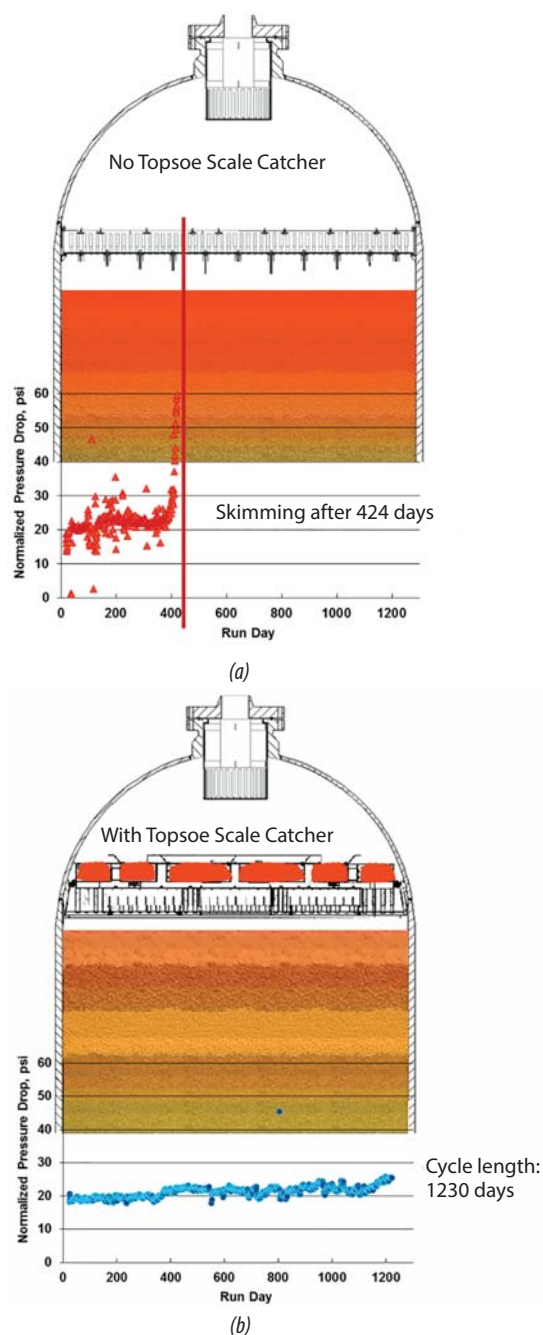 No Topsoe Scale Catcher
Normalized Pressure Drop, psi
60
50
40
30
20
10
0
Skimming after 424 days
0 200 400 600 800 1000 1200
Run Day
(a)
With Topsoe Scale Catcher
Normalized Pressure Drop, psi
60
50
40
30
20
10
0
Cycle length:
1230 days
0 200 400 600 800 1000 1200
Run Day
(b)